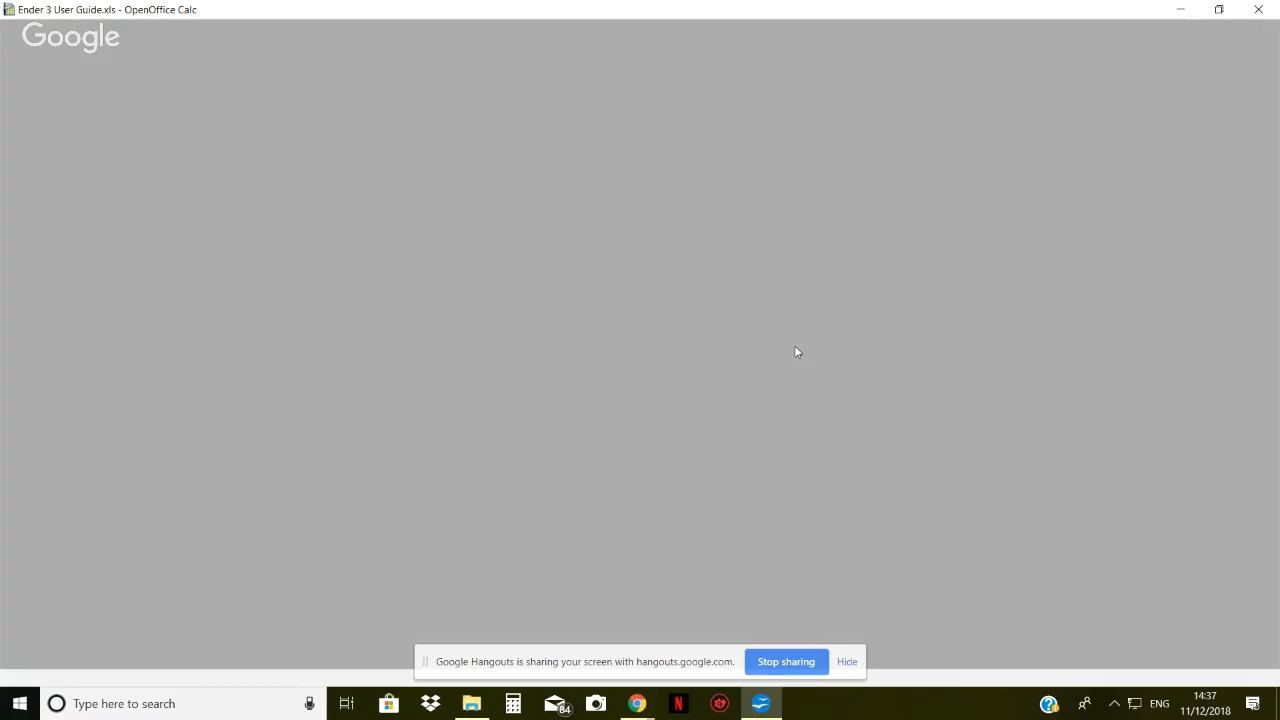 Ender 3 User Guide.xls - OpenOffice Calc
Google
Google Hangouts is sharing your screen with hangouts.google.com.
Stop sharing
Hide
Type here to search
84
N
ENG
14:37
11/12/2018